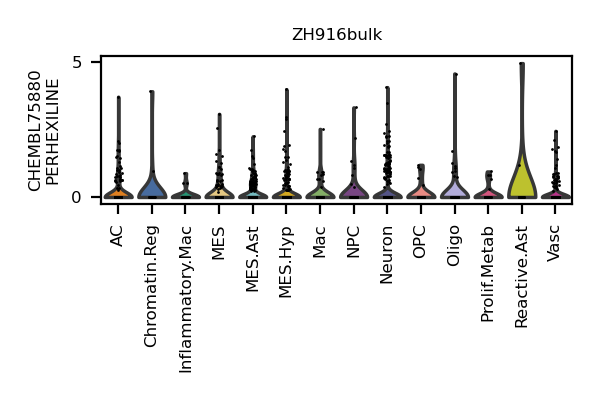 ZH916bulk
CHEMBL75880
PERHEXILINE
5
0
AC
Chromatin.Reg
Inflammatory.Mac
MES
MES.Ast
MES.Hyp
Mac
NPC
Neuron
OPC
Oligo
Prolif.Metab
Reactive.Ast
Vasc